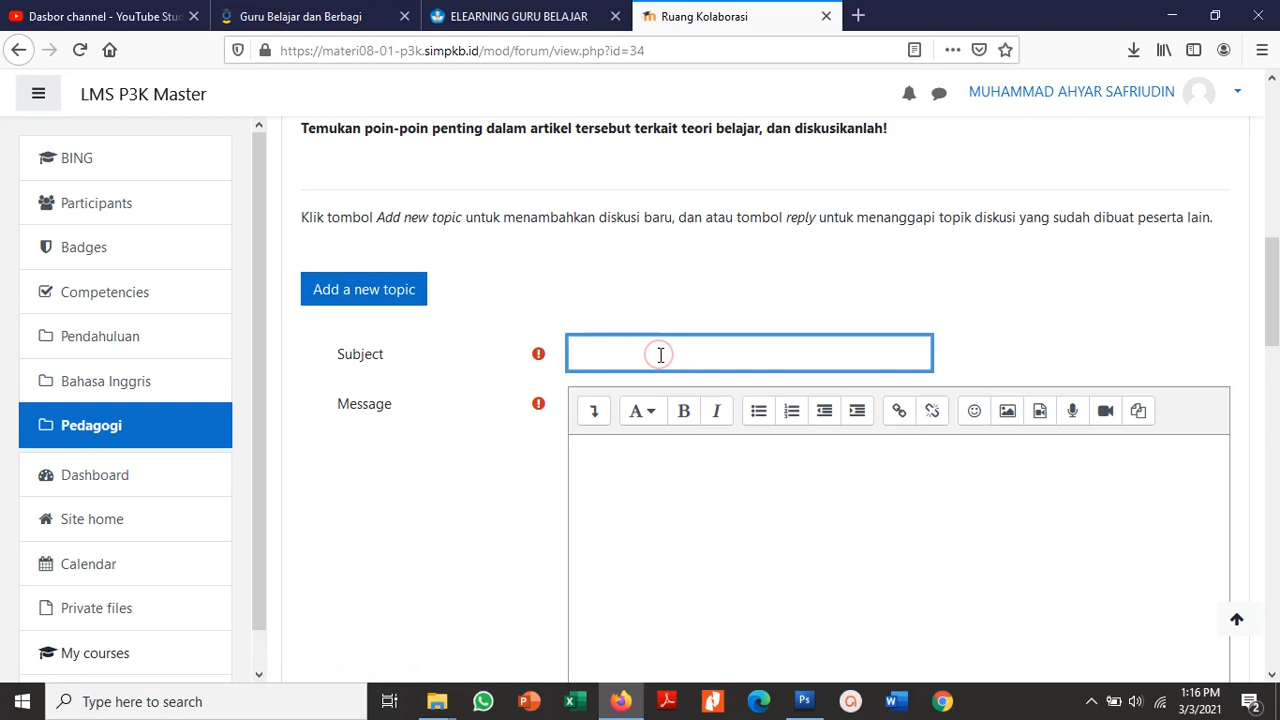 Dasbor channel - YouTube Stud
Guru Belajar dan Berbagi
ELEARNING GURU BELAJAR
Ruang Kolaborasi
https://materi08-01-p3k.simpkb.id/mod/forum/view.php?id=34
LMS P3K Master
MUHAMMAD AHYAR SAFRIUDIN
BING
Participants
Badges
Competencies
Pendahuluan
Bahasa Inggris
Pedagogi
Dashboard
Site home
Calendar
Private files
My courses
Temukan poin-poin penting dalam artikel tersebut terkait teori belajar, dan diskusikanlah!
Klik tombol Add new topic untuk menambahkan diskusi baru, dan atau tombol reply untuk menanggapi topik diskusi yang sudah dibuat peserta lain.
Add a new topic
Subject
Message
A B I
Type here to search
1:16 PM
3/3/2021
2